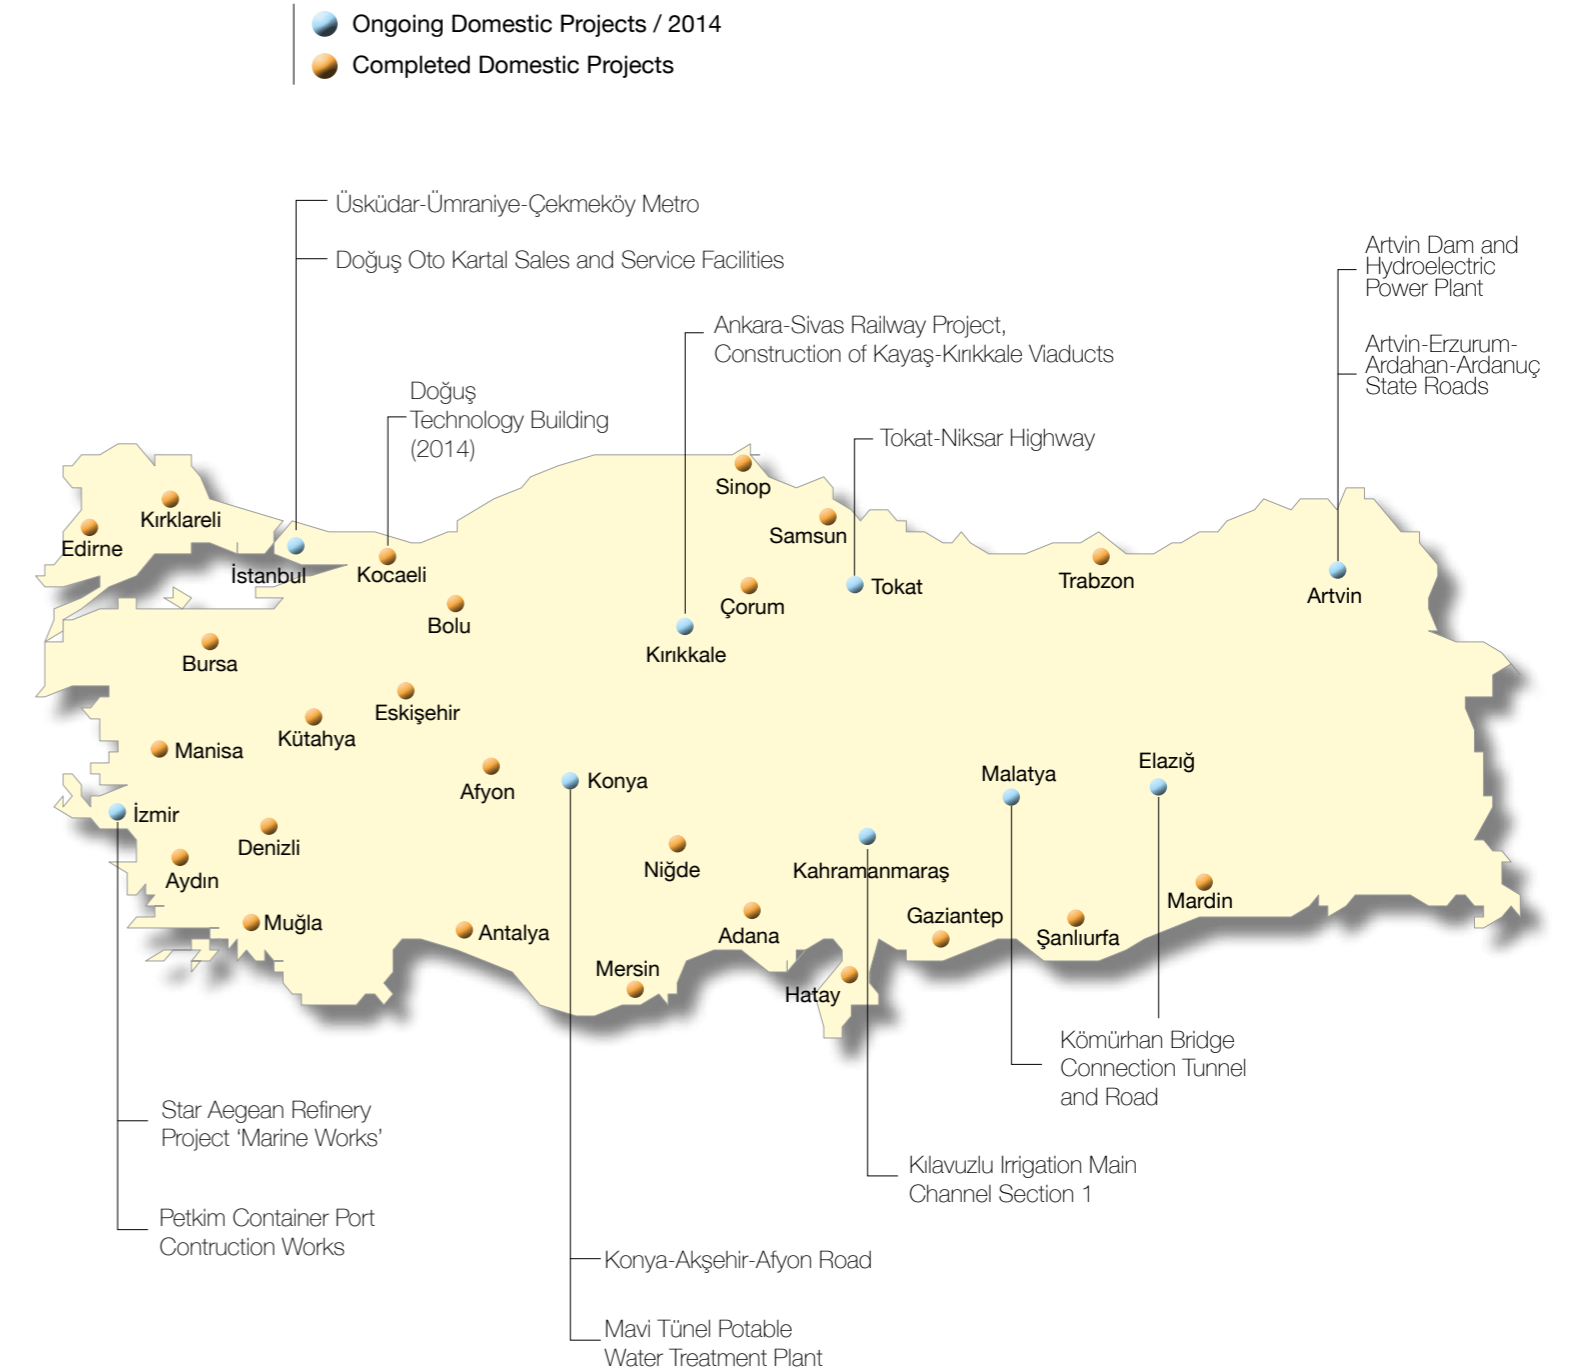 Ongoing Domestic Projects / 2014
Completed Domestic Projects
Üsküdar-Ümraniye-Çekmeköy Metro
Doğuş Oto Kartal Sales and Service Facilities
Artvin Dam and
Hydroelectric
Power Plant
Ankara-Sivas Railway Project,
Construction of Kayaş-Kırıkkale Viaducts
Artvin-Erzurum-
Ardahan-Ardanuç
State Roads
Doğuş
Technology Building
(2014)
Tokat-Niksar Highway
Sinop
Kırklareli
Samsun
Edirne
İstanbul
Kocaeli
Trabzon
Tokat
Artvin
Çorum
Bolu
Kırıkkale
Bursa
Eskişehir
Kütahya
Manisa
Elazığ
Malatya
Konya
Afyon
İzmir
Denizli
Niğde
Kahramanmaraş
Aydın
Mardin
Gaziantep
Muğla
Antalya
Adana
Şanlıurfa
Mersin
Hatay
Kömürhan Bridge
Connection Tunnel
and Road
Star Aegean Refinery
Project ‘Marine Works’
Kılavuzlu Irrigation Main
Channel Section 1
Petkim Container Port
Contruction Works
Konya-Akşehir-Afyon Road
Mavi Tünel Potable
Water Treatment Plant